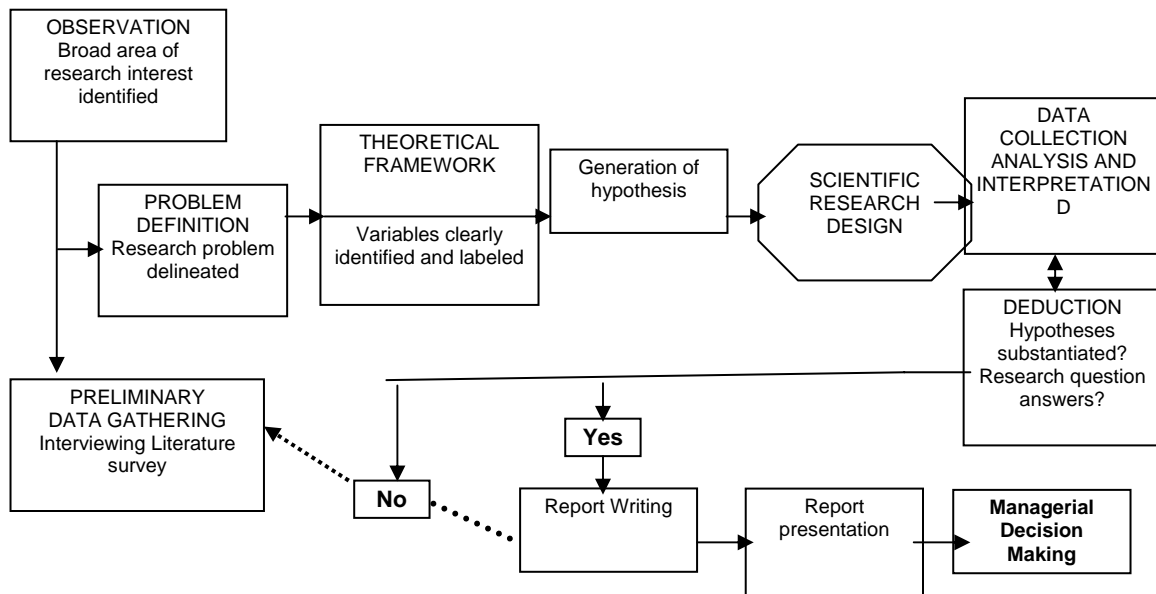 OBSERVATION
Broad area of
research interest
identified
PROBLEM
DEFINITION
Research problem
delineated
THEORETICAL
FRAMEWORK
Variables clearly
identified and labeled
Generation of
hypothesis
SCIENTIFIC
RESEARCH
DESIGN
DATA
COLLECTION
ANALYSIS AND
INTERPRETATION
D
DEDUCTION
Hypotheses
substantiated?
Research question
answers?
PRELIMINARY
DATA GATHERING
Interviewing Literature
survey
No
Yes
Report Writing
Report
presentation
Managerial
Decision
Making